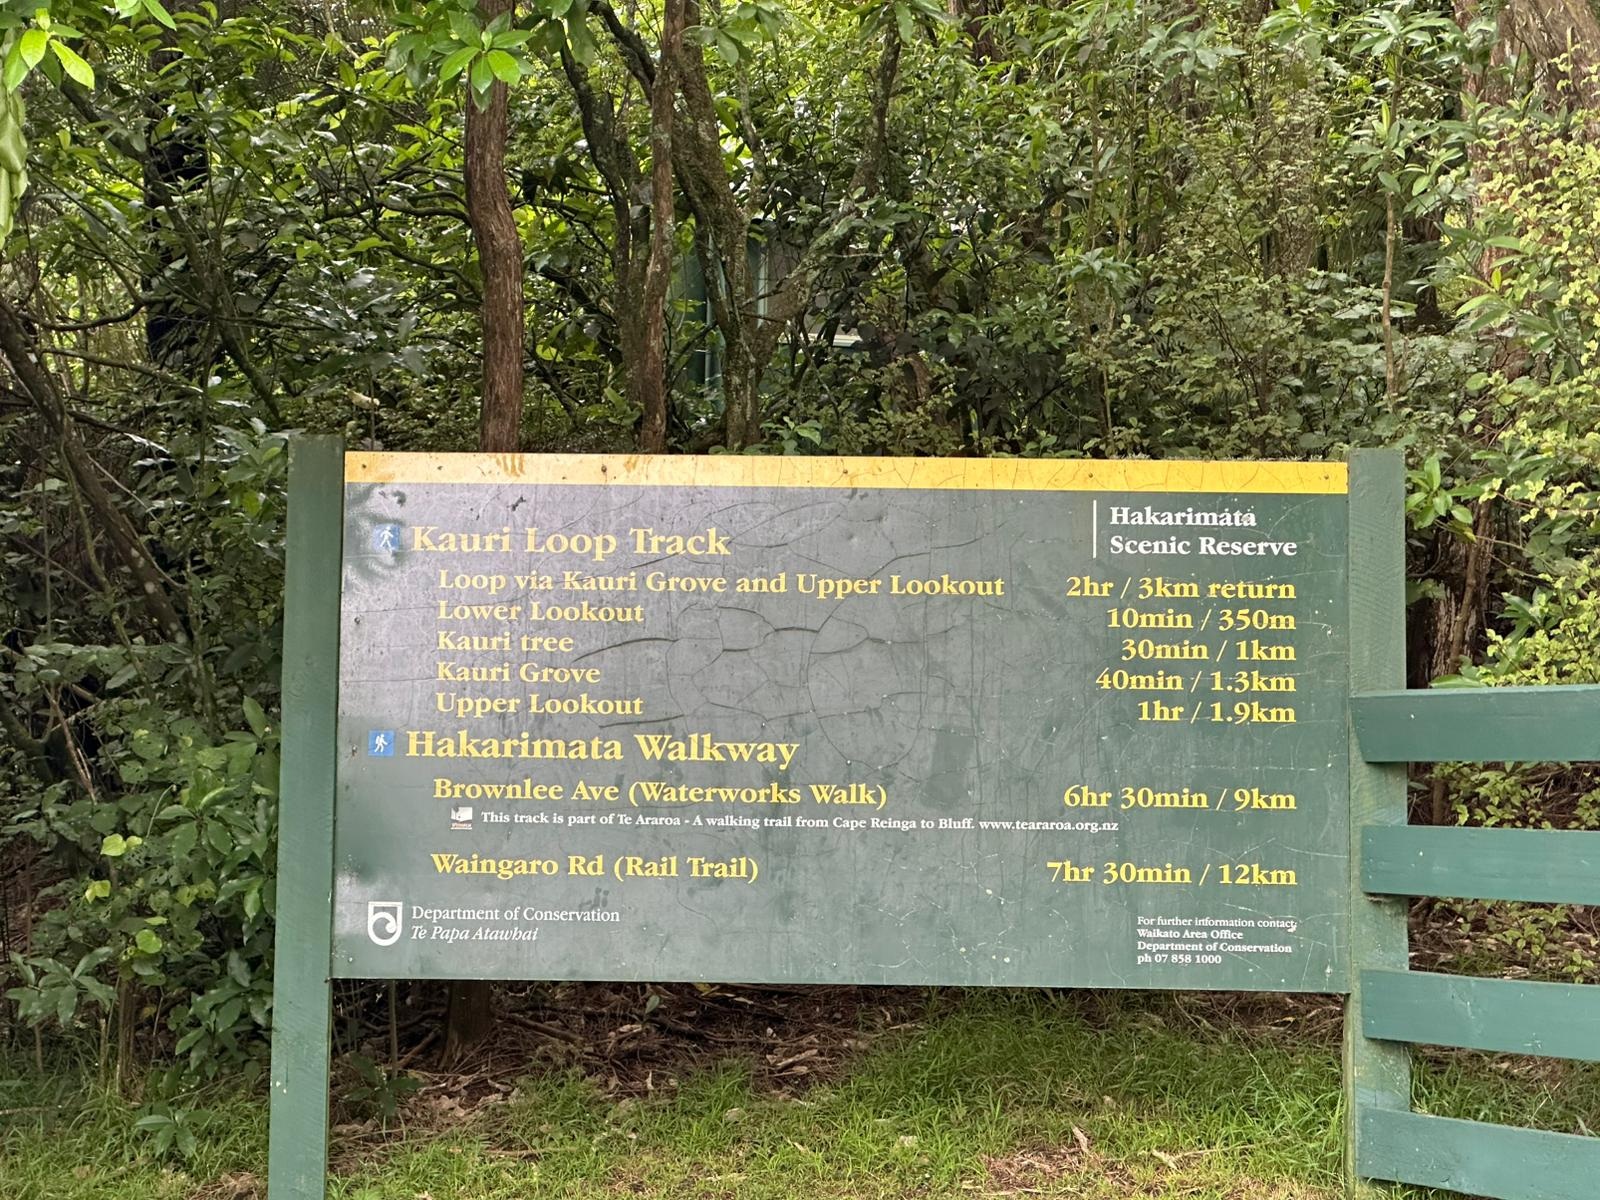 Hakarimata
Scenic Reserve
Kauri Loop Track
Loop via Kauri Grove and Upper Lookout 2hr / 3km return
Lower Lookout 10min / 350m
Kauri tree 30min / 1km
Kauri Grove 40min / 1.3km
Upper Lookout 1hr / 1.9km
Hakarimata Walkway
Brownlee Ave (Waterworks Walk) 6hr 30min / 9km
This track is part of Te Araroa - A walking trail from Cape Reinga to Bluff. www.teararoa.org.nz
Waingaro Rd (Rail Trail) 7hr 30min / 12km
Department of Conservation
Te Papa Atawhai
For further information contact:
Waikato Area Office
Department of Conservation
ph 07 858 1000